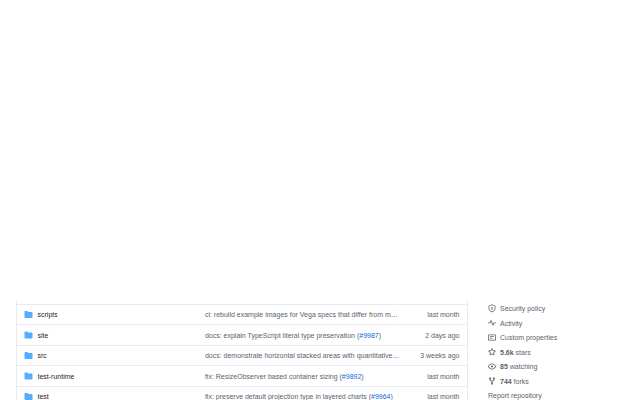 scripts ci: rebuild example images for Vega specs that differ from m... last month
site docs: explain TypeScript literal type preservation (#9987) 2 days ago
src docs: demonstrate horizontal stacked areas with quantitative... 3 weeks ago
test-runtime fix: ResizeObserver based container sizing (#9892) last month
test fix: preserve default projection type in layered charts (#9964) last month
Security policy
Activity
Custom properties
5.6k stars
85 watching
744 forks
Report repository